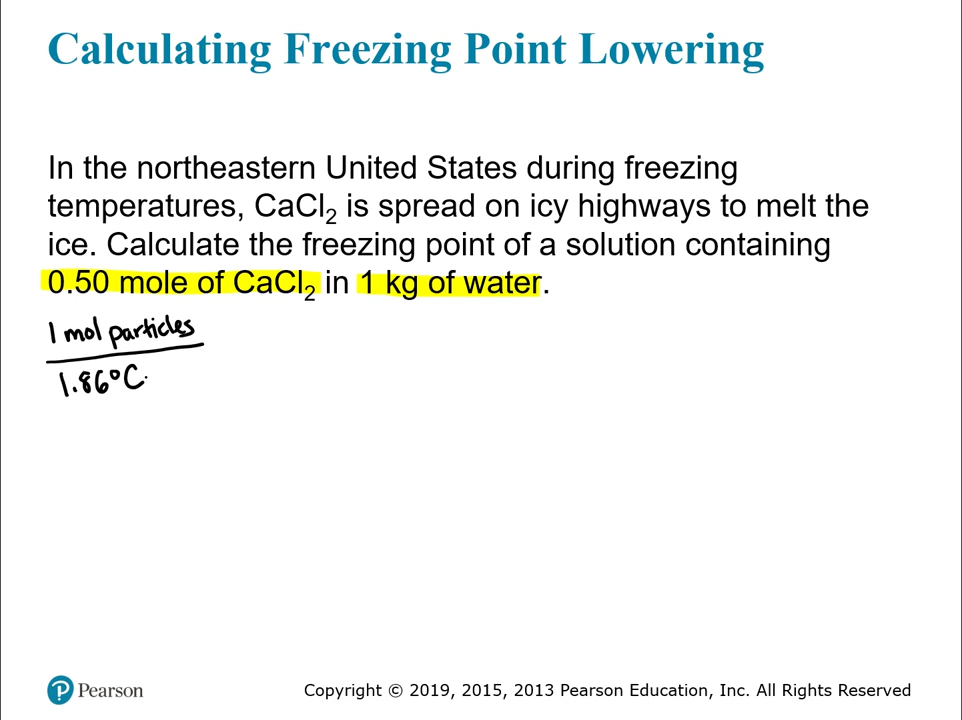 Calculating Freezing Point Lowering
In the northeastern United States during freezing
temperatures, CaCl₂ is spread on icy highways to melt the
ice. Calculate the freezing point of a solution containing
0.50 mole of CaCl₂ in 1 kg of water.
1 mol particles
1.86°C
Pearson
Copyright © 2019, 2015, 2013 Pearson Education, Inc. All Rights Reserved